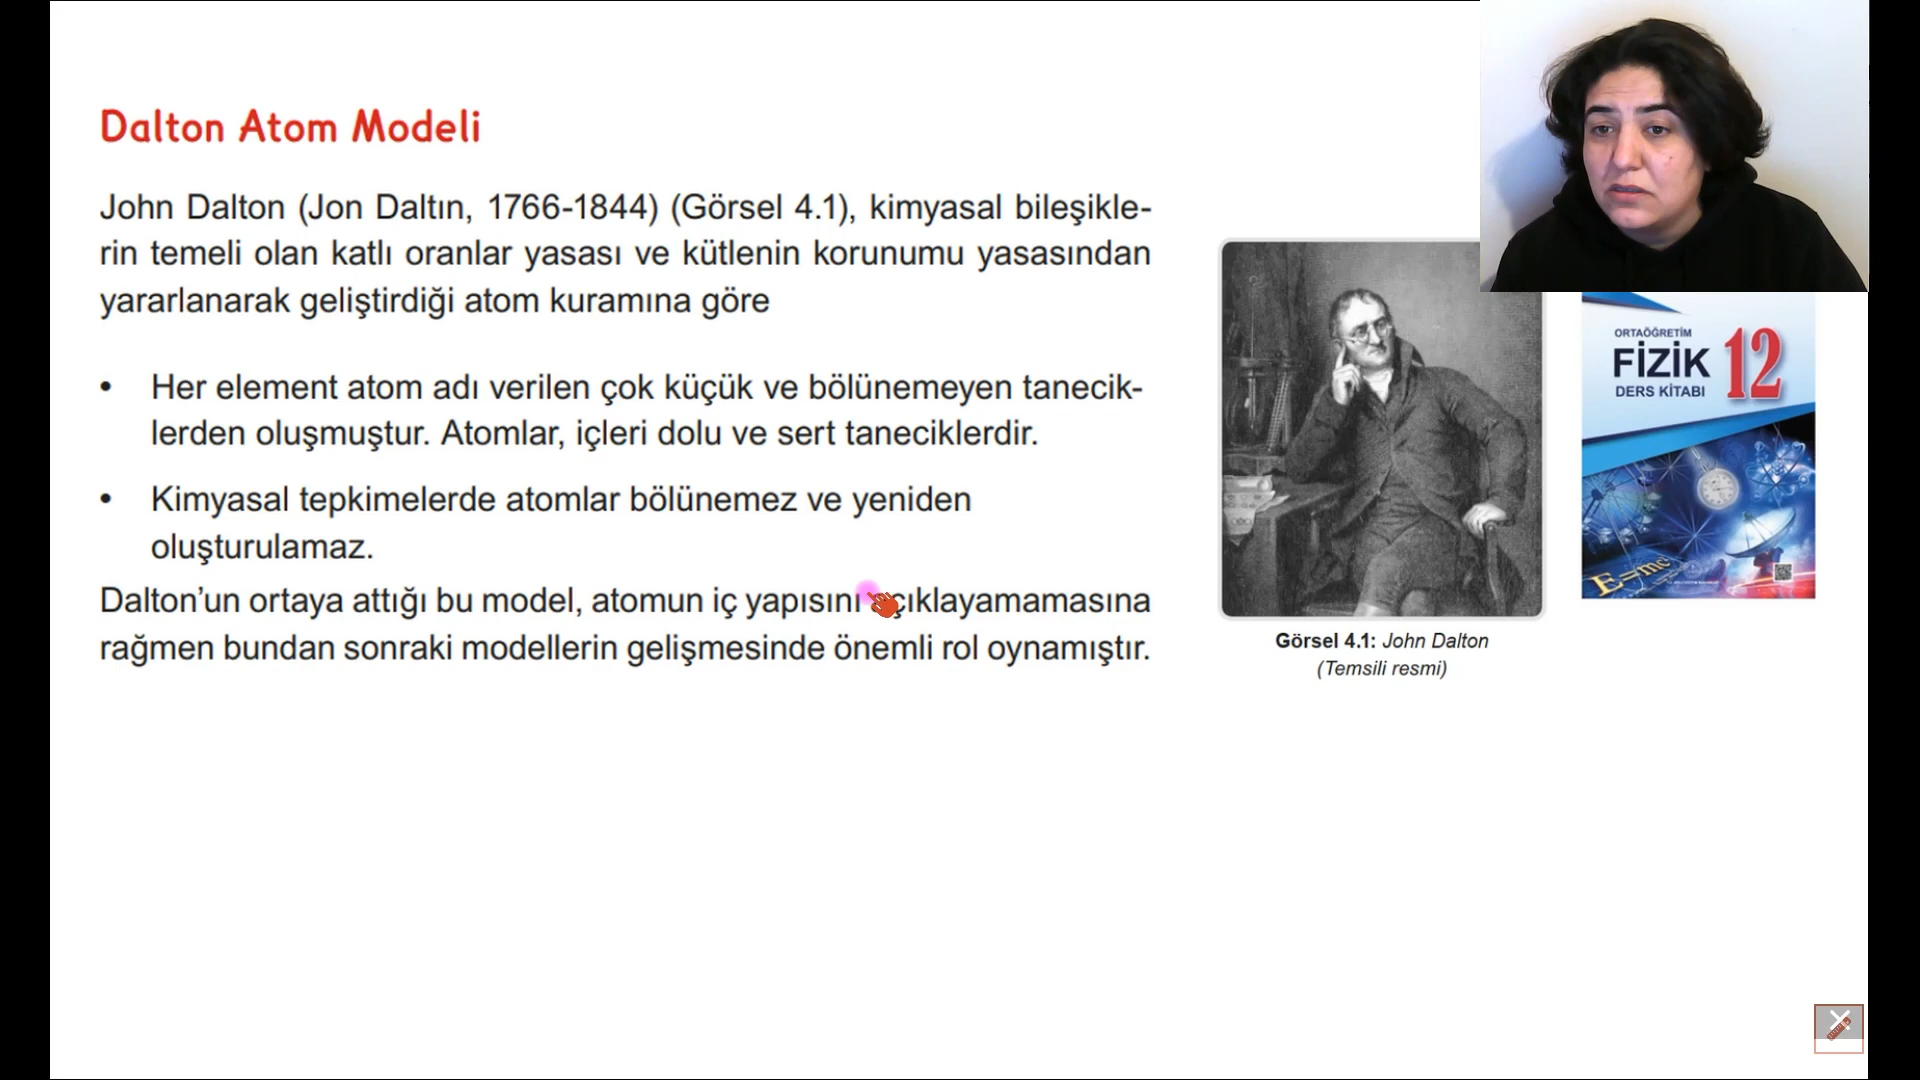 Dalton Atom Modeli
John Dalton (Jon Daltın, 1766-1844) (Görsel 4.1), kimyasal bileşikle-
rin temeli olan katlı oranlar yasası ve kütlenin korunumu yasasından
yararlanarak geliştirdiği atom kuramına göre
• Her element atom adı verilen çok küçük ve bölünemeyen tanecik-
lerden oluşmuştur. Atomlar, içleri dolu ve sert taneciklerdir.
• Kimyasal tepkimelerde atomlar bölünemez ve yeniden
oluşturulamaz.
Dalton’un ortaya attığı bu model, atomun iç yapısını açıklayamamasına
rağmen bundan sonraki modellerin gelişmesinde önemli rol oynamıştır.
Görsel 4.1: John Dalton
(Temsili resmi)
ORTAÖĞRETİM
FİZİK 12
DERS KİTABI
E=mc²